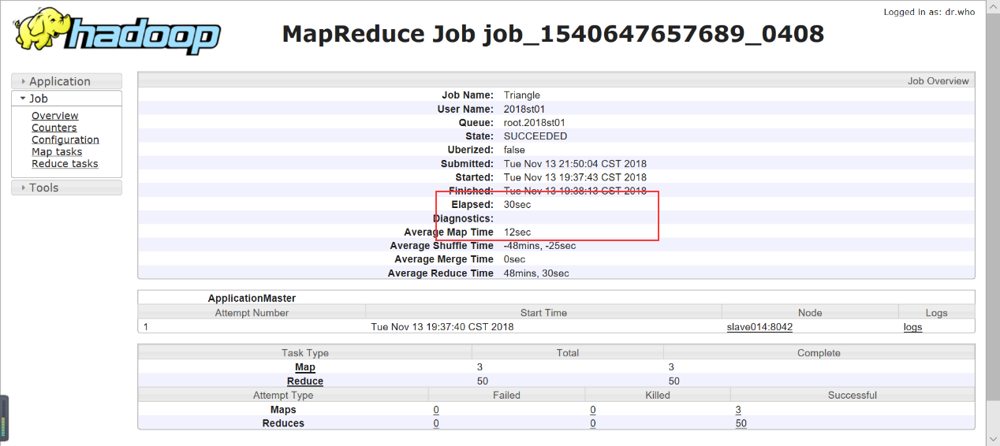 Logged in as: dr.who
hadoop
MapReduce Job job_1540647657689_0408
Application
Job
Overview
Counters
Configuration
Map tasks
Reduce tasks
Tools
Job Overview
Job Name: Triangle
User Name: 2018st01
Queue: root.2018st01
State: SUCCEEDED
Uberized: false
Submitted: Tue Nov 13 21:50:04 CST 2018
Started: Tue Nov 13 19:37:43 CST 2018
Finished: Tue Nov 13 19:38:13 CST 2018
Elapsed: 30sec
Diagnostics:
Average Map Time 12sec
Average Shuffle Time -48mins, -25sec
Average Merge Time 0sec
Average Reduce Time 48mins, 30sec
ApplicationMaster
Attempt Number Start Time Node Logs
1 Tue Nov 13 19:37:40 CST 2018 slave014:8042 logs
Task Type Total Complete
Map 3 3
Reduce 50 50
Attempt Type Failed Killed Successful
Maps 0 0 3
Reduces 0 0 50